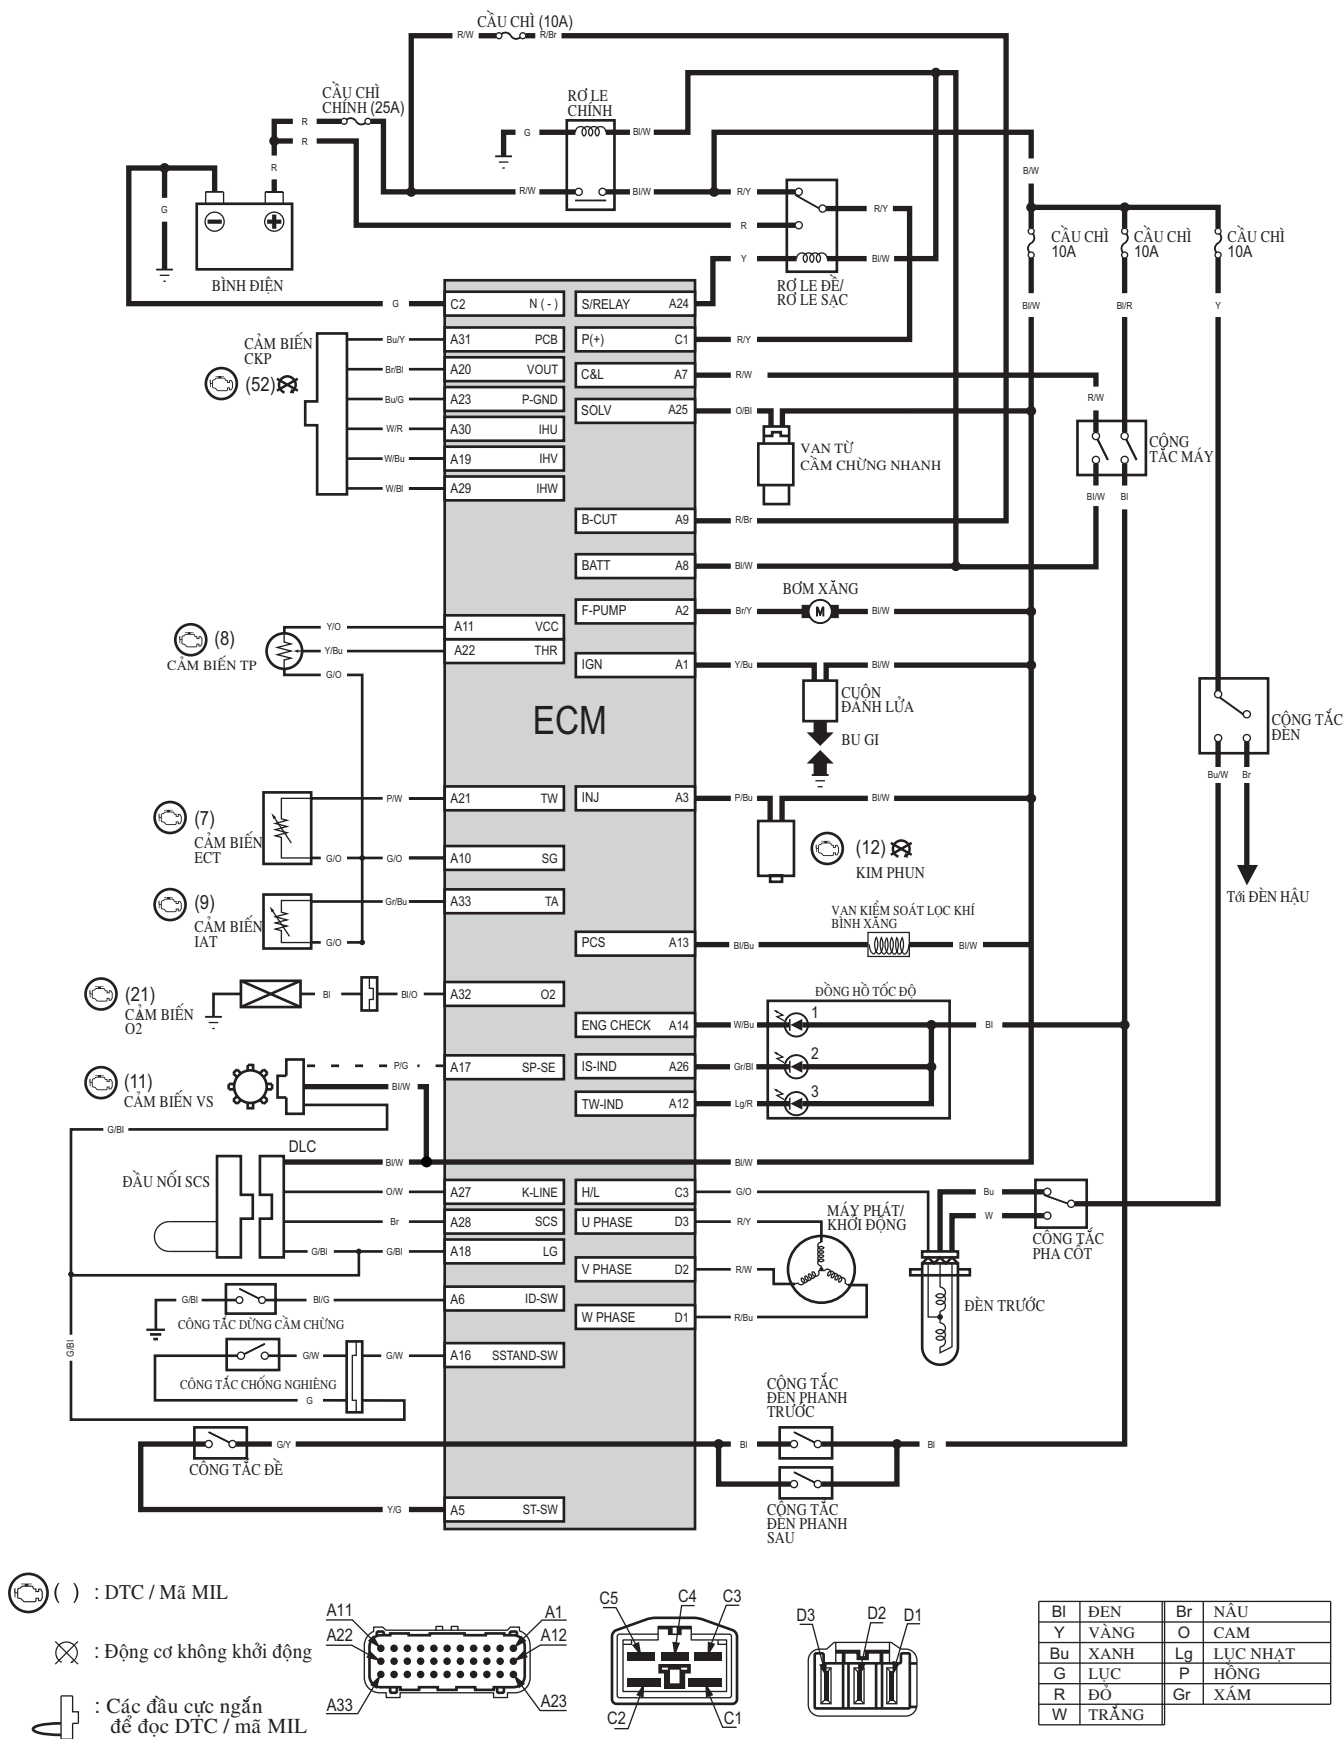 CẦU CHÌ (10A)
R/W
R/Br
CẦU CHÌ
CHÍNH (25A)
R
R
R
G
BÌNH ĐIỆN
RƠ LE
CHÍNH
G
Bl/W
R/W
Bl/W
R/Y
R
Y
R/Y
Bl/W
RƠ LE ĐỀ/
RƠ LE SẠC
B/W
CẦU CHÌ
10A
CẦU CHÌ
10A
CẦU CHÌ
10A
Bl/W
Bl/R
Y
G
C2 N ( - )
S/RELAY A24
CẢM BIẾN
CKP
(52)
Bu/Y
A31 PCB
P(+) C1
R/Y
Br/Bl
A20 VOUT
C&L A7
R/W
R/W
Bu/G
A23 P-GND
SOLV A25
O/Bl
W/R
A30 IHU
VAN TỪ
CẦM CHỪNG NHANH
CÔNG
TẮC MÁY
W/Bu
A19 IHV
W/Bl
A29 IHW
Bl/W
Bl
B-CUT A9
R/Br
BATT A8
Bl/W
BƠM XĂNG
F-PUMP A2
Br/Y
M
Bl/W
(8)
CẢM BIẾN TP
Y/O
A11 VCC
Y/Bu
A22 THR
G/O
IGN A1
Y/Bu
Bl/W
CUỘN
ĐÁNH LỬA
BU GI
ECM
CÔNG TẮC
ĐÈN
Bu/W
Br
Tới ĐÈN HẬU
(7)
CẢM BIẾN
ECT
P/W
A21 TW
INJ A3
P/Bu
Bl/W
G/O
G/O
A10 SG
(12)
KIM PHUN
(9)
CẢM BIẾN
IAT
Gr/Bu
A33 TA
G/O
VAN KIỂM SOÁT LỌC KHÍ
BÌNH XĂNG
PCS A13
Bl/Bu
Bl/W
(21)
CẢM BIẾN
O2
Bl
Bl/O
A32 O2
ĐỒNG HỒ TỐC ĐỘ
ENG CHECK A14
W/Bu
1
Bl
(11)
CẢM BIẾN VS
P/G
A17 SP-SE
IS-IND A26
Gr/Bl
2
Bl/W
TW-IND A12
Lg/R
3
G/Bl
DLC
ĐẦU NỐI SCS
Bl/W
Bl/W
O/W
A27 K-LINE
H/L C3
G/O
Br
A28 SCS
U PHASE D3
R/Y
MÁY PHÁT/
KHỞI ĐỘNG
G/Bl
G/Bl
A18 LG
V PHASE D2
R/W
W PHASE D1
R/Bu
Bu
W
CÔNG TẮC
PHA CỐT
ĐÈN TRƯỚC
G/Bl
Bl/G
A6 ID-SW
CÔNG TẮC DỪNG CẦM CHỪNG
G/Bl
G/W
G/W
A16 SSTAND-SW
CÔNG TẮC CHỐNG NGHIÊNG
G
CÔNG TẮC
ĐÈN PHANH
TRƯỚC
G/Y
Bl
Bl
CÔNG TẮC ĐỀ
Y/G
A5 ST-SW
CÔNG TẮC
ĐÈN PHANH
SAU
( ) : DTC / Mã MIL
: Động cơ không khởi động
: Các đầu cực ngắn
để đọc DTC / mã MIL
A11
A1
A22
A12
A33
A23
C5
C4
C3
C2
C1
D3
D2
D1
Bl ĐEN Br NÂU
Y VÀNG O CAM
Bu XANH Lg LỤC NHẠT
G LỤC P HỒNG
R ĐỎ Gr XÁM
W TRẮNG